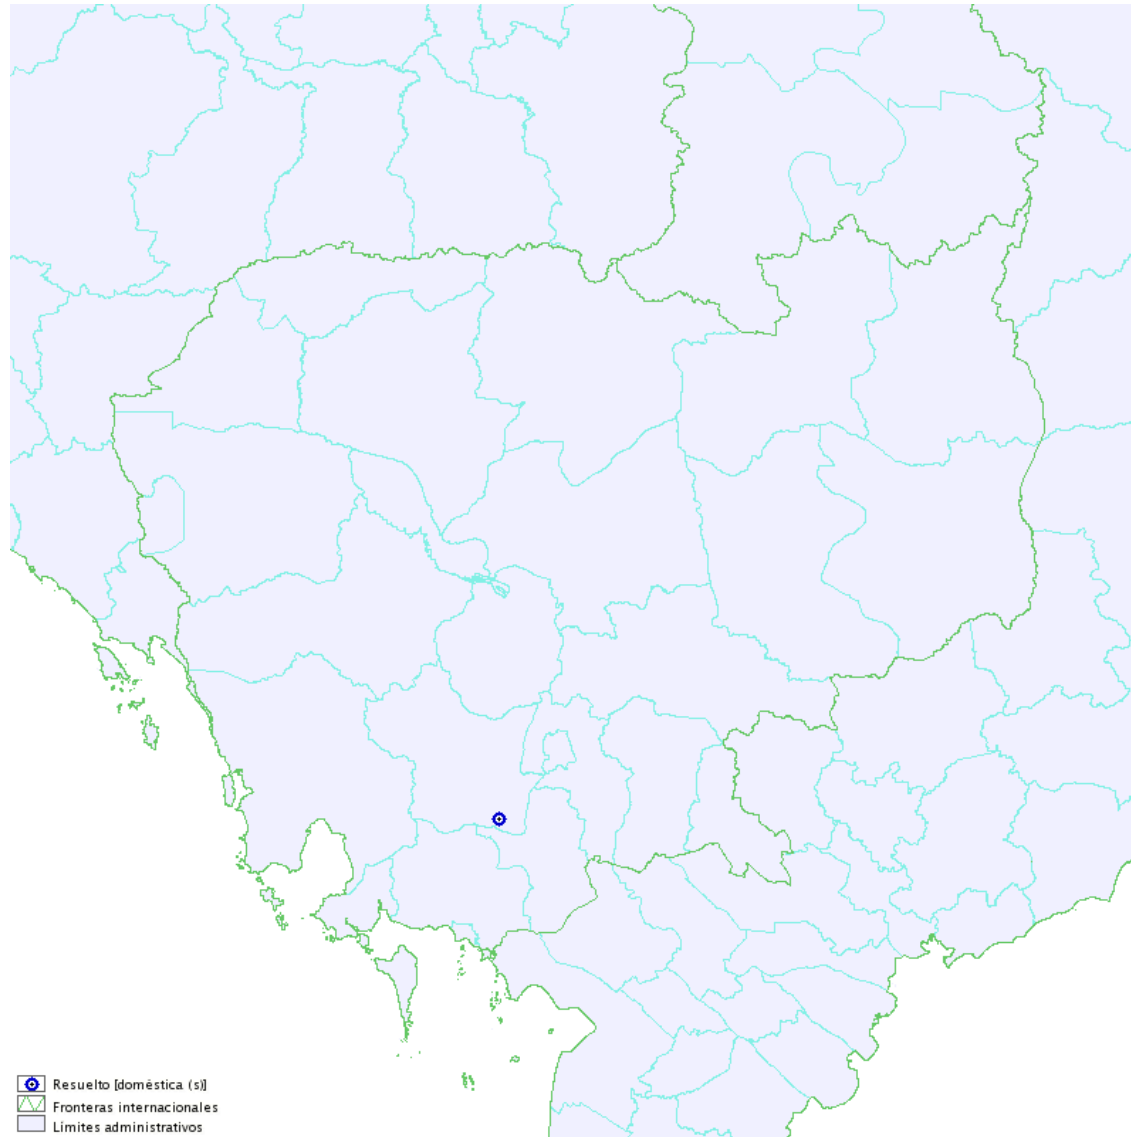 Resuelto [doméstica (s)]
Fronteras internacionales
Límites administrativos